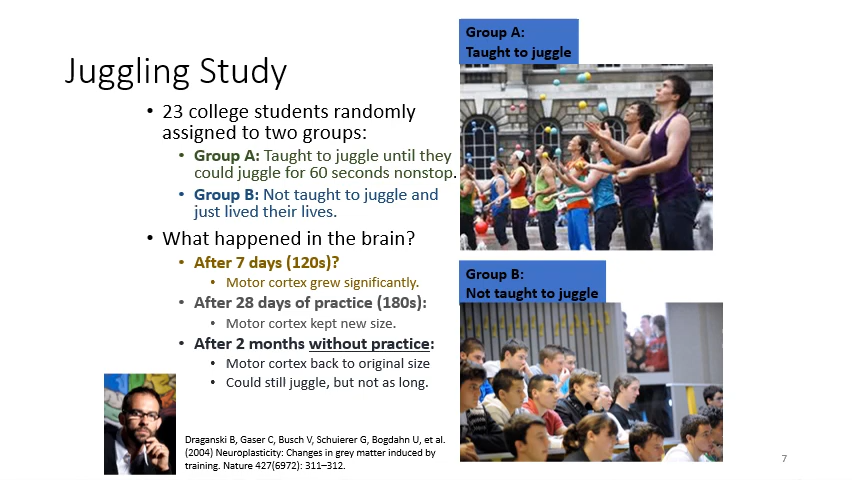 Juggling Study
• 23 college students randomly
assigned to two groups:
• Group A: Taught to juggle until they
could juggle for 60 seconds nonstop.
• Group B: Not taught to juggle and
just lived their lives.
• What happened in the brain?
• After 7 days (120s)?
• Motor cortex grew significantly.
• After 28 days of practice (180s):
• Motor cortex kept new size.
• After 2 months without practice:
• Motor cortex back to original size
• Could still juggle, but not as long.
Draganski B, Gaser C, Busch V, Schuierer G, Bogdahn U, et al.
(2004) Neuroplasticity: Changes in grey matter induced by
training. Nature 427(6972): 311–312.
Group A:
Taught to juggle
Group B:
Not taught to juggle
7